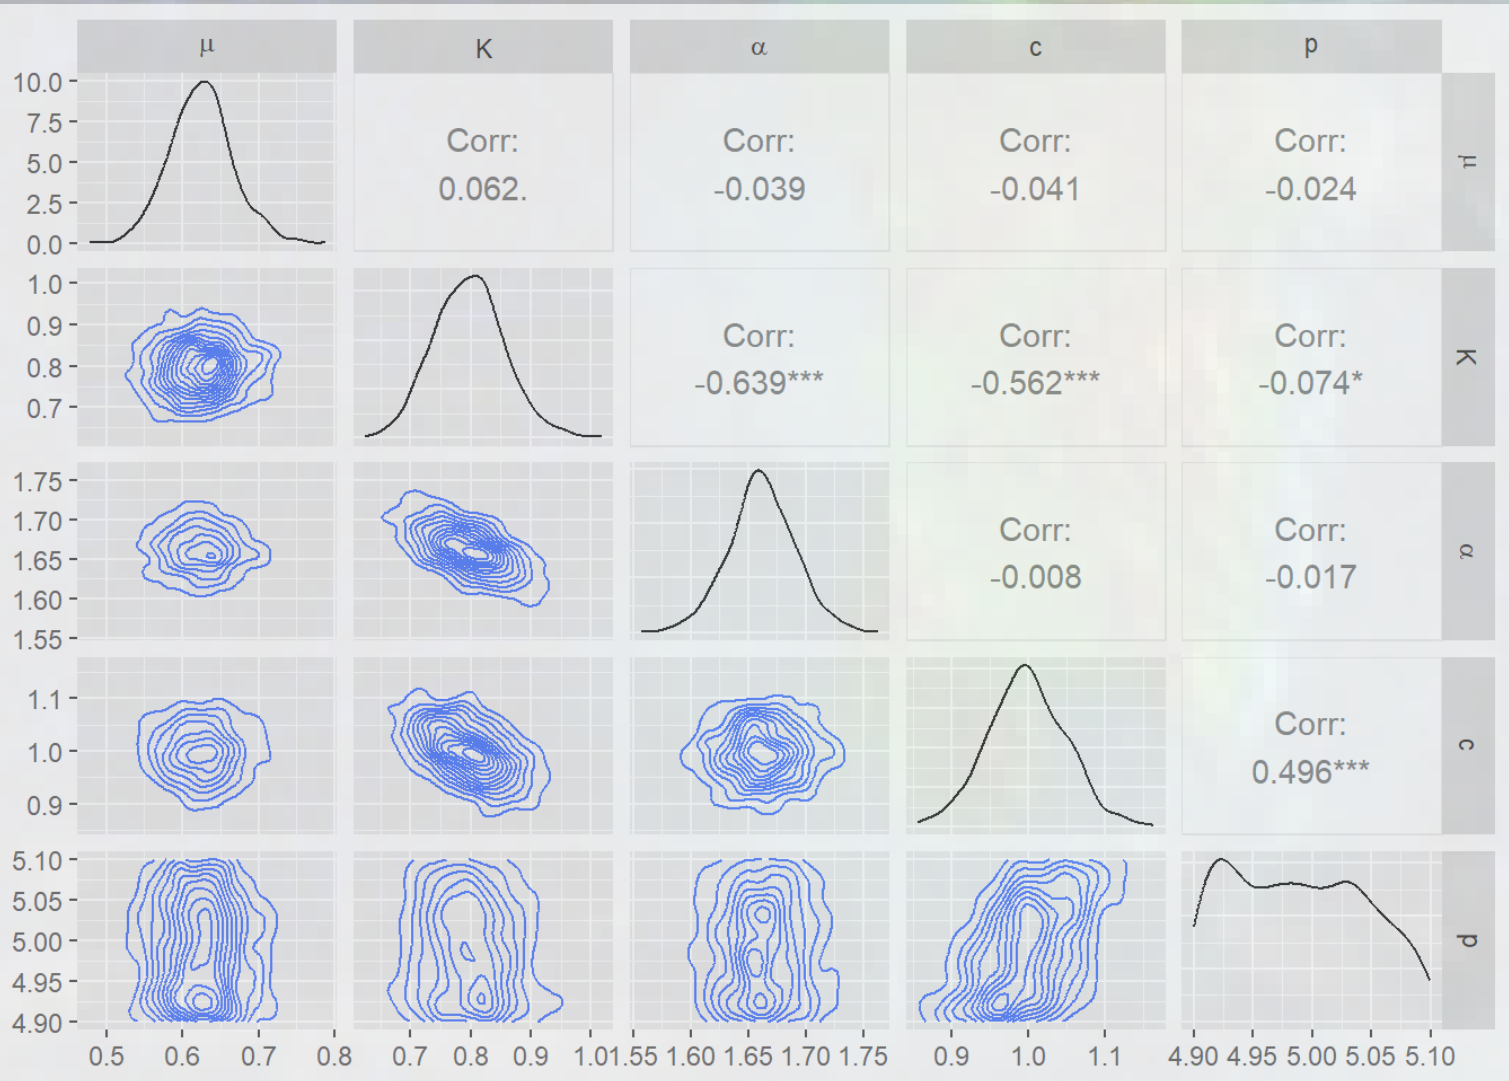 μ K α c p
10.0
7.5
5.0
2.5
0.0
Corr:
0.062.
Corr:
-0.039
Corr:
-0.041
Corr:
-0.024
μ
1.0
0.9
0.8
0.7
Corr:
-0.639***
Corr:
-0.562***
Corr:
-0.074*
K
1.75
1.70
1.65
1.60
1.55
Corr:
-0.008
Corr:
-0.017
α
1.1
1.0
0.9
Corr:
0.496***
c
5.10
5.05
5.00
4.95
4.90
p
0.5 0.6 0.7 0.8 0.7 0.8 0.9 1.0 1.55 1.60 1.65 1.70 1.75 0.9 1.0 1.1 4.90 4.95 5.00 5.05 5.10